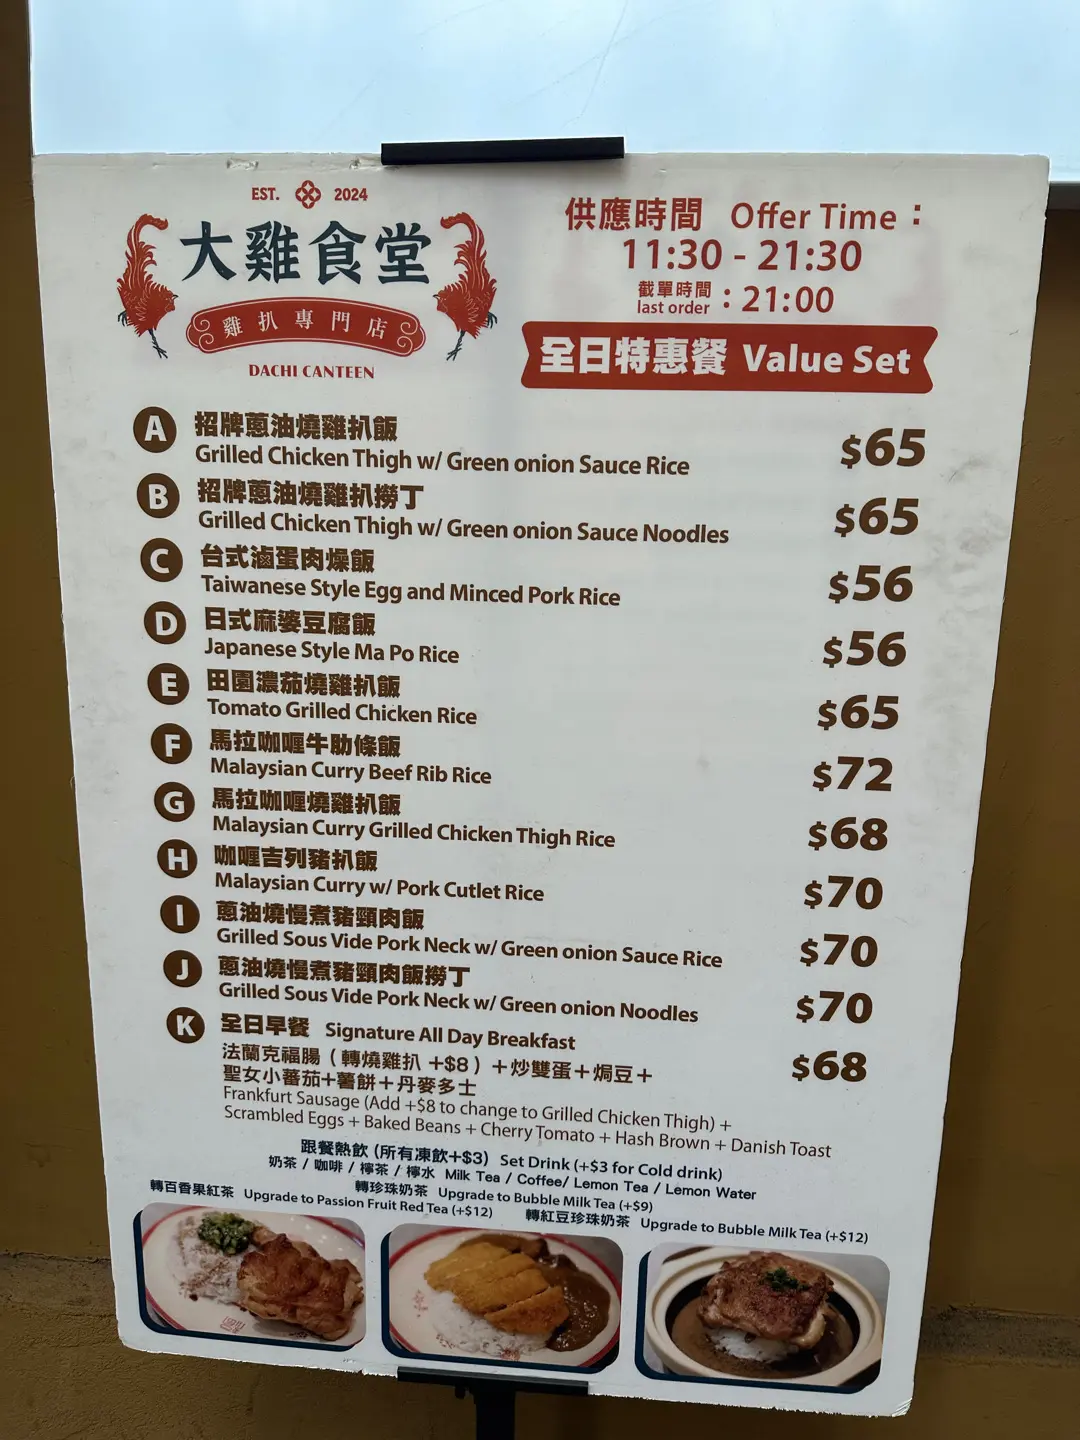 EST. 2024
大雞食堂
雞扒專門店
DACHI CANTEEN
供應時間 Offer Time：
11:30 - 21:30
截單時間
last order：21:00
全日特惠餐 Value Set
A 招牌蔥油燒雞扒飯 $65
Grilled Chicken Thigh w/ Green onion Sauce Rice
B 招牌蔥油燒雞扒撈丁 $65
Grilled Chicken Thigh w/ Green onion Sauce Noodles
C 台式滷蛋肉燥飯 $56
Taiwanese Style Egg and Minced Pork Rice
D 日式麻婆豆腐飯 $56
Japanese Style Ma Po Rice
E 田園濃茄燒雞扒飯 $65
Tomato Grilled Chicken Rice
F 馬拉咖喱牛肋條飯 $72
Malaysian Curry Beef Rib Rice
G 馬拉咖喱燒雞扒飯 $68
Malaysian Curry Grilled Chicken Thigh Rice
H 咖喱吉列豬扒飯 $70
Malaysian Curry w/ Pork Cutlet Rice
I 蔥油燒慢煮豬頸肉飯 $70
Grilled Sous Vide Pork Neck w/ Green onion Sauce Rice
J 蔥油燒慢煮豬頸肉飯撈丁 $70
Grilled Sous Vide Pork Neck w/ Green onion Noodles
K 全日早餐 Signature All Day Breakfast $68
法蘭克福腸（轉燒雞扒 +$8）＋炒雙蛋＋焗豆＋
聖女小蕃茄＋薯餅＋丹麥多士
Frankfurt Sausage (Add +$8 to change to Grilled Chicken Thigh) +
Scrambled Eggs + Baked Beans + Cherry Tomato + Hash Brown + Danish Toast
跟餐熱飲 (所有凍飲+$3) Set Drink (+$3 for Cold drink)
奶茶 / 咖啡 / 檸茶 / 檸水 Milk Tea / Coffee/ Lemon Tea / Lemon Water
轉百香果紅茶 Upgrade to Passion Fruit Red Tea (+$12)
轉珍珠奶茶 Upgrade to Bubble Milk Tea (+$9)
轉紅豆珍珠奶茶 Upgrade to Bubble Milk Tea (+$12)